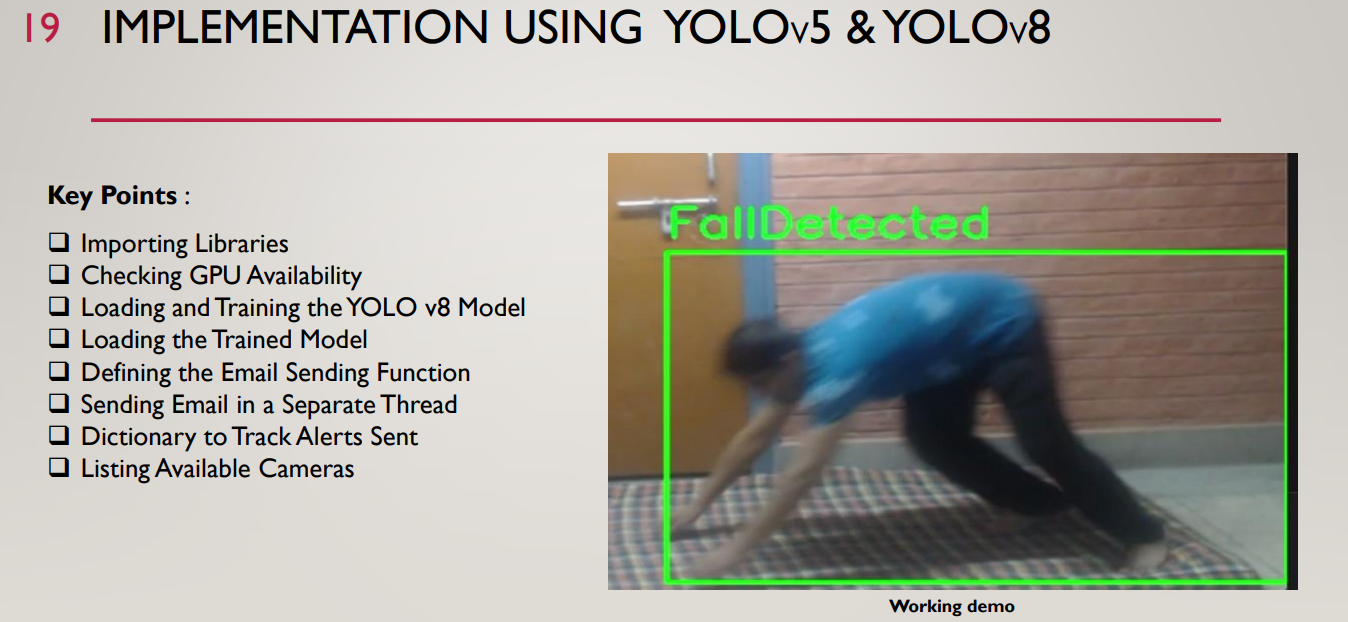 19 IMPLEMENTATION USING YOLOv5 & YOLOv8
Key Points :
❑ Importing Libraries
❑ Checking GPU Availability
❑ Loading and Training the YOLO v8 Model
❑ Loading the Trained Model
❑ Defining the Email Sending Function
❑ Sending Email in a Separate Thread
❑ Dictionary to Track Alerts Sent
❑ Listing Available Cameras
FallDetected
Working demo